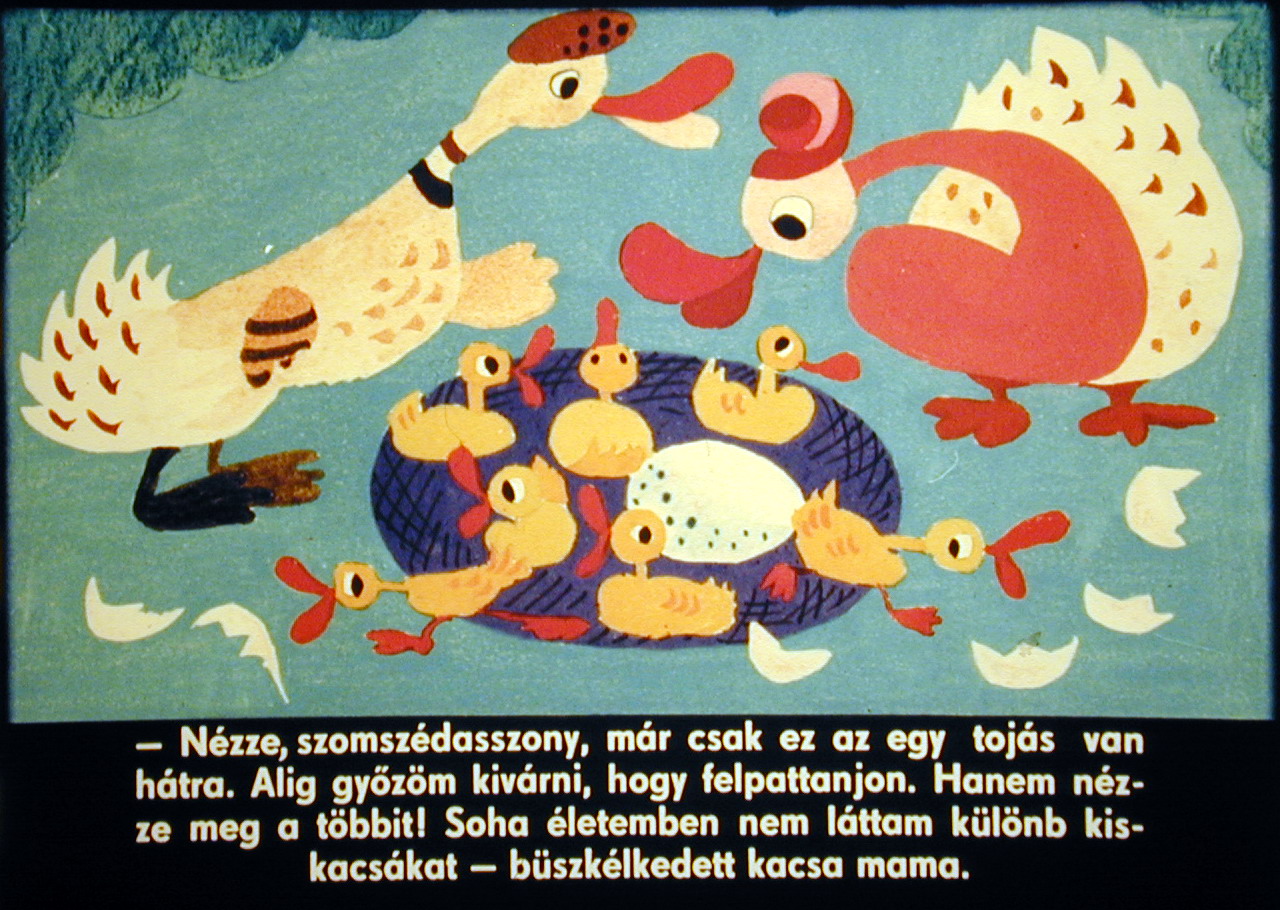 – Nézze, szomszédasszony, már csak ez az egy tojás van
hátra. Alig győzöm kivárni, hogy felpattanjon. Hanem néz-
ze meg a többit! Soha életemben nem láttam különb kis-
kacsákat – büszkélkedett kacsa mama.